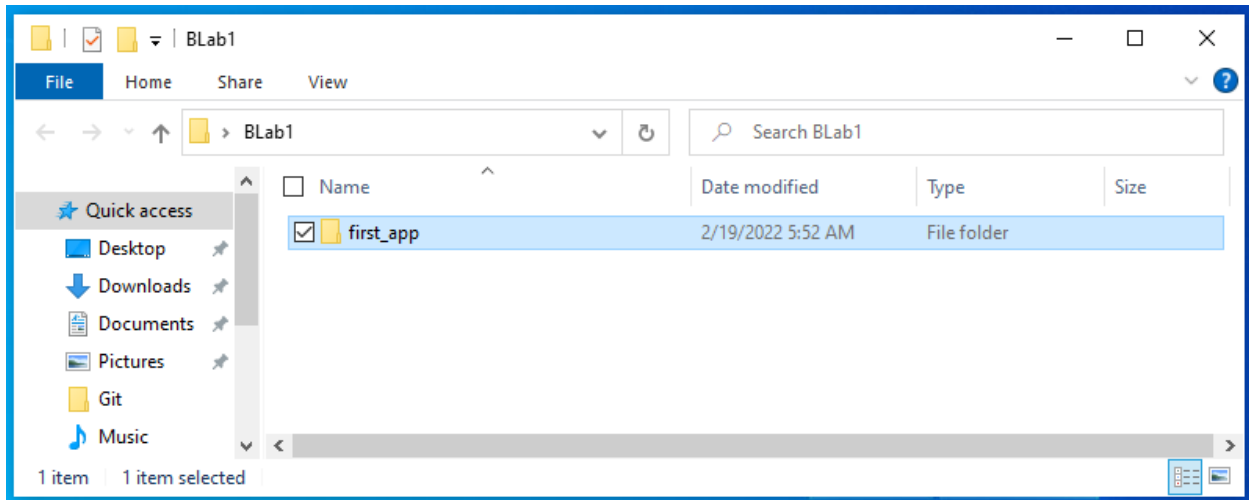 BLab1
File Home Share View
BLab1
Search BLab1
Name Date modified Type Size
first_app 2/19/2022 5:52 AM File folder
Quick access
Desktop
Downloads
Documents
Pictures
Git
Music
1 item 1 item selected